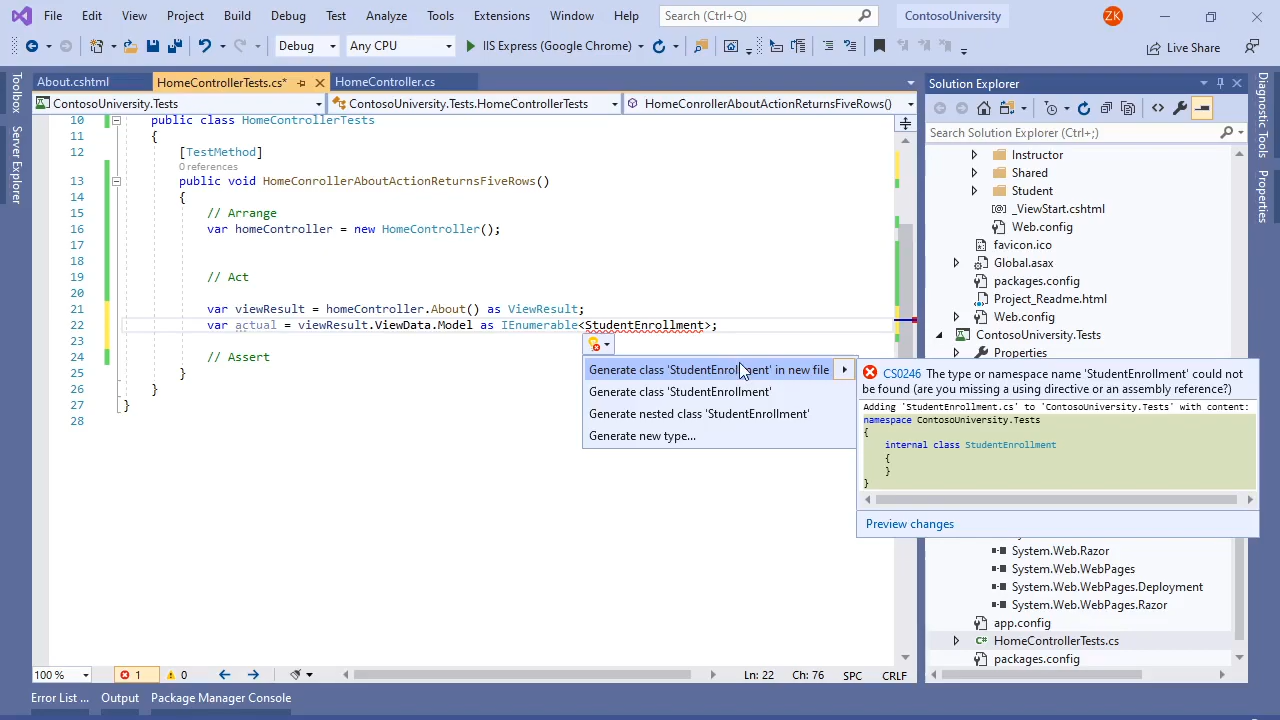 File Edit View Project Build Debug Test Analyze Tools Extensions Window Help Search (Ctrl+Q) ContosoUniversity ZK
Debug Any CPU IIS Express (Google Chrome) Live Share
About.cshtml HomeControllerTests.cs* HomeController.cs
ContosoUniversity.Tests ContosoUniversity.Tests.HomeControllerTests HomeConrollerAboutActionReturnsFiveRows()
Toolbox
Server Explorer
10 public class HomeControllerTests
11 {
12 [TestMethod]
0 references
13 public void HomeConrollerAboutActionReturnsFiveRows()
14 {
15 // Arrange
16 var homeController = new HomeController();
17
18
19 // Act
20
21 var viewResult = homeController.About() as ViewResult;
22 var actual = viewResult.ViewData.Model as IEnumerable<StudentEnrollment>;
23
24 // Assert
25 }
26 }
27 }
28
Generate class 'StudentEnrollment' in new file
Generate class 'StudentEnrollment'
Generate nested class 'StudentEnrollment'
Generate new type...
CS0246 The type or namespace name 'StudentEnrollment' could not
be found (are you missing a using directive or an assembly reference?)
Adding 'StudentEnrollment.cs' to 'ContosoUniversity.Tests' with content:
namespace ContosoUniversity.Tests
{
internal class StudentEnrollment
{
}
}
Preview changes
Solution Explorer
Search Solution Explorer (Ctrl+;)
Instructor
Shared
Student
_ViewStart.cshtml
Web.config
favicon.ico
Global.asax
packages.config
Project_Readme.html
Web.config
ContosoUniversity.Tests
Properties
System.Web.Razor
System.Web.WebPages
System.Web.WebPages.Deployment
System.Web.WebPages.Razor
app.config
HomeControllerTests.cs
packages.config
Diagnostic Tools
Properties
100 % 1 0 Ln: 22 Ch: 76 SPC CRLF
Error List ... Output Package Manager Console